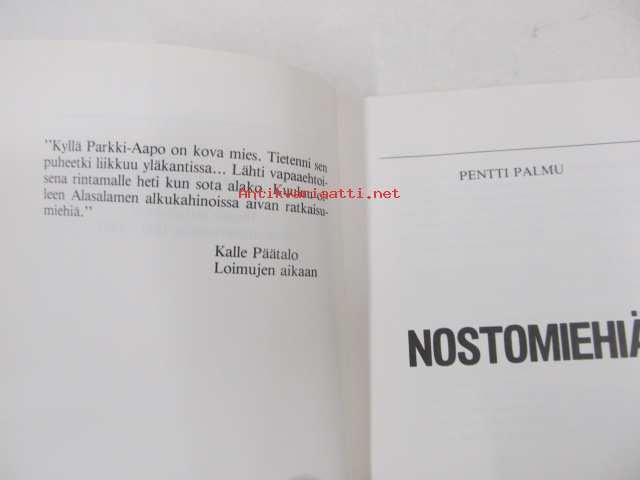 "Kyllä Parkki-Aapo on kova mies. Tietenni sen
puheetki liikkuu yläkantissa... Lähti vapaaehtoi-
sena rintamalle heti kun sota alako.
leen Alasalamen alkukahinoissa aivan ratkaisu-
miehiä."
Kalle Päätalo
Loimujen aikaan
PENTTI PALMU
NOSTOMIEHIÄ
Antikvariaatti.net